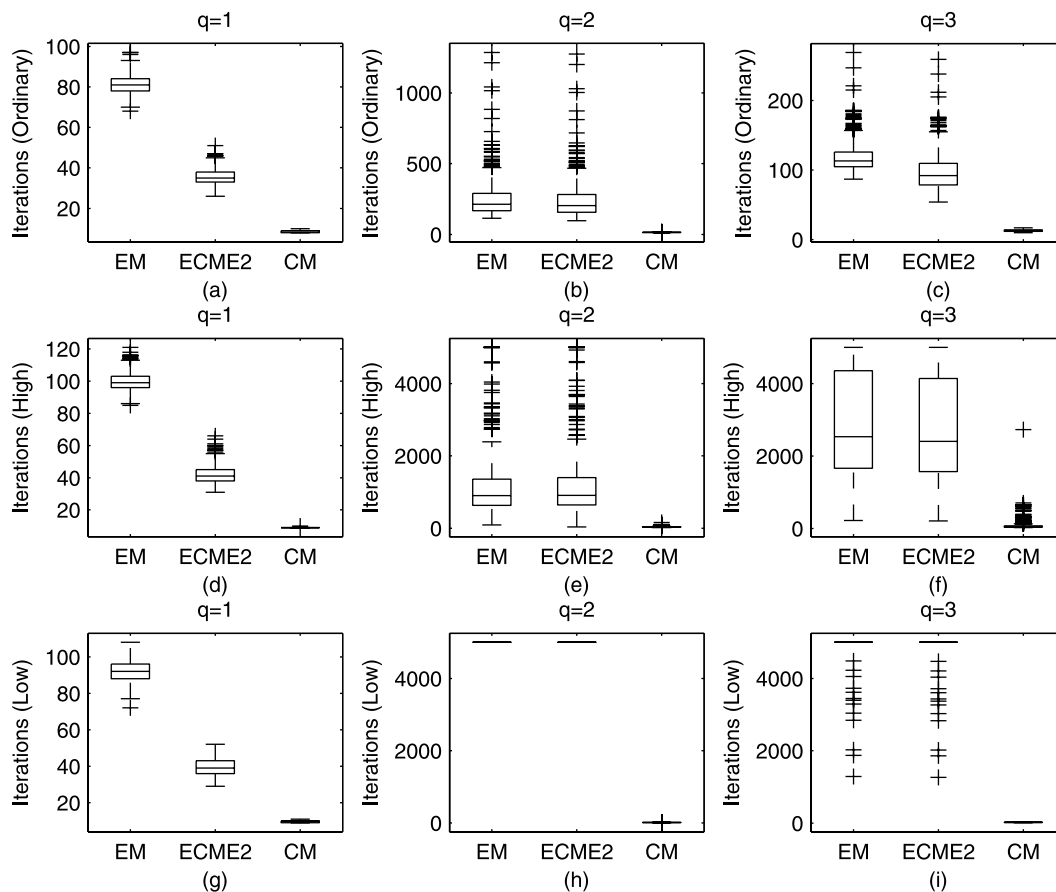 q=1
q=2
q=3
Iterations (Ordinary)
100
80
60
40
20
EM
ECME2
CM
(a)
Iterations (Ordinary)
1000
500
0
EM
ECME2
CM
(b)
Iterations (Ordinary)
200
100
0
EM
ECME2
CM
(c)
q=1
q=2
q=3
Iterations (High)
120
100
80
60
40
20
EM
ECME2
CM
(d)
Iterations (High)
4000
2000
0
EM
ECME2
CM
(e)
Iterations (High)
4000
2000
0
EM
ECME2
CM
(f)
q=1
q=2
q=3
Iterations (Low)
100
80
60
40
20
EM
ECME2
CM
(g)
Iterations (Low)
4000
2000
0
EM
ECME2
CM
(h)
Iterations (Low)
4000
2000
0
EM
ECME2
CM
(i)